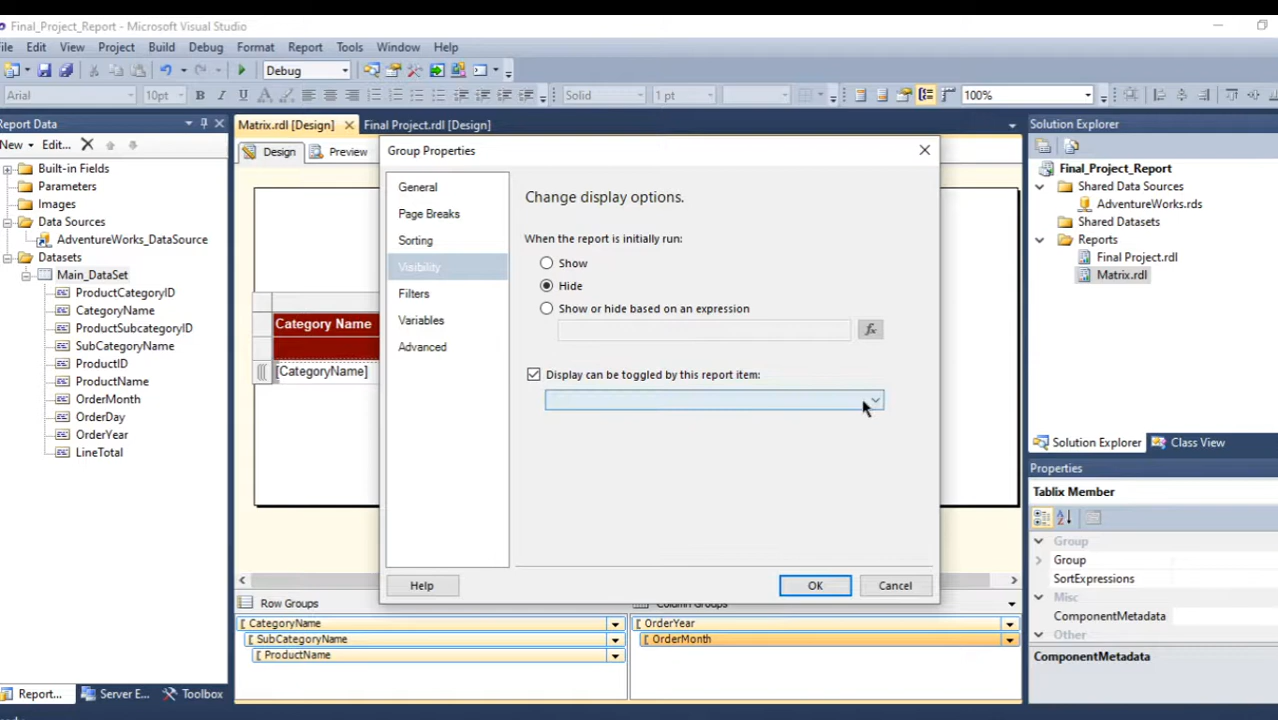 Final_Project_Report - Microsoft Visual Studio
File Edit View Project Build Debug Format Report Tools Window Help
Debug 100%
Arial 10pt B I U A Solid 1 pt
Report Data
Matrix.rdl [Design] Final Project.rdl [Design]
Solution Explorer
New Edit...
Design Preview
Built-in Fields
Parameters
Images
Data Sources
AdventureWorks_DataSource
Datasets
Main_DataSet
ProductCategoryID
CategoryName
ProductSubcategoryID
SubCategoryName
ProductID
ProductName
OrderMonth
OrderDay
OrderYear
LineTotal
Report... Server E... Toolbox
Category Name
[CategoryName]
Group Properties
General
Page Breaks
Sorting
Visibility
Filters
Variables
Advanced
Change display options.
When the report is initially run:
Show
Hide
Show or hide based on an expression
fx
Display can be toggled by this report item:
Help OK Cancel
Row Groups
[ CategoryName
[ SubCategoryName
[ ProductName
Column Groups
[ OrderYear
[ OrderMonth
Final_Project_Report
Shared Data Sources
AdventureWorks.rds
Shared Datasets
Reports
Final Project.rdl
Matrix.rdl
Solution Explorer Class View
Properties
Tablix Member
Group
Group
SortExpressions
Misc
ComponentMetadata
Other
ComponentMetadata